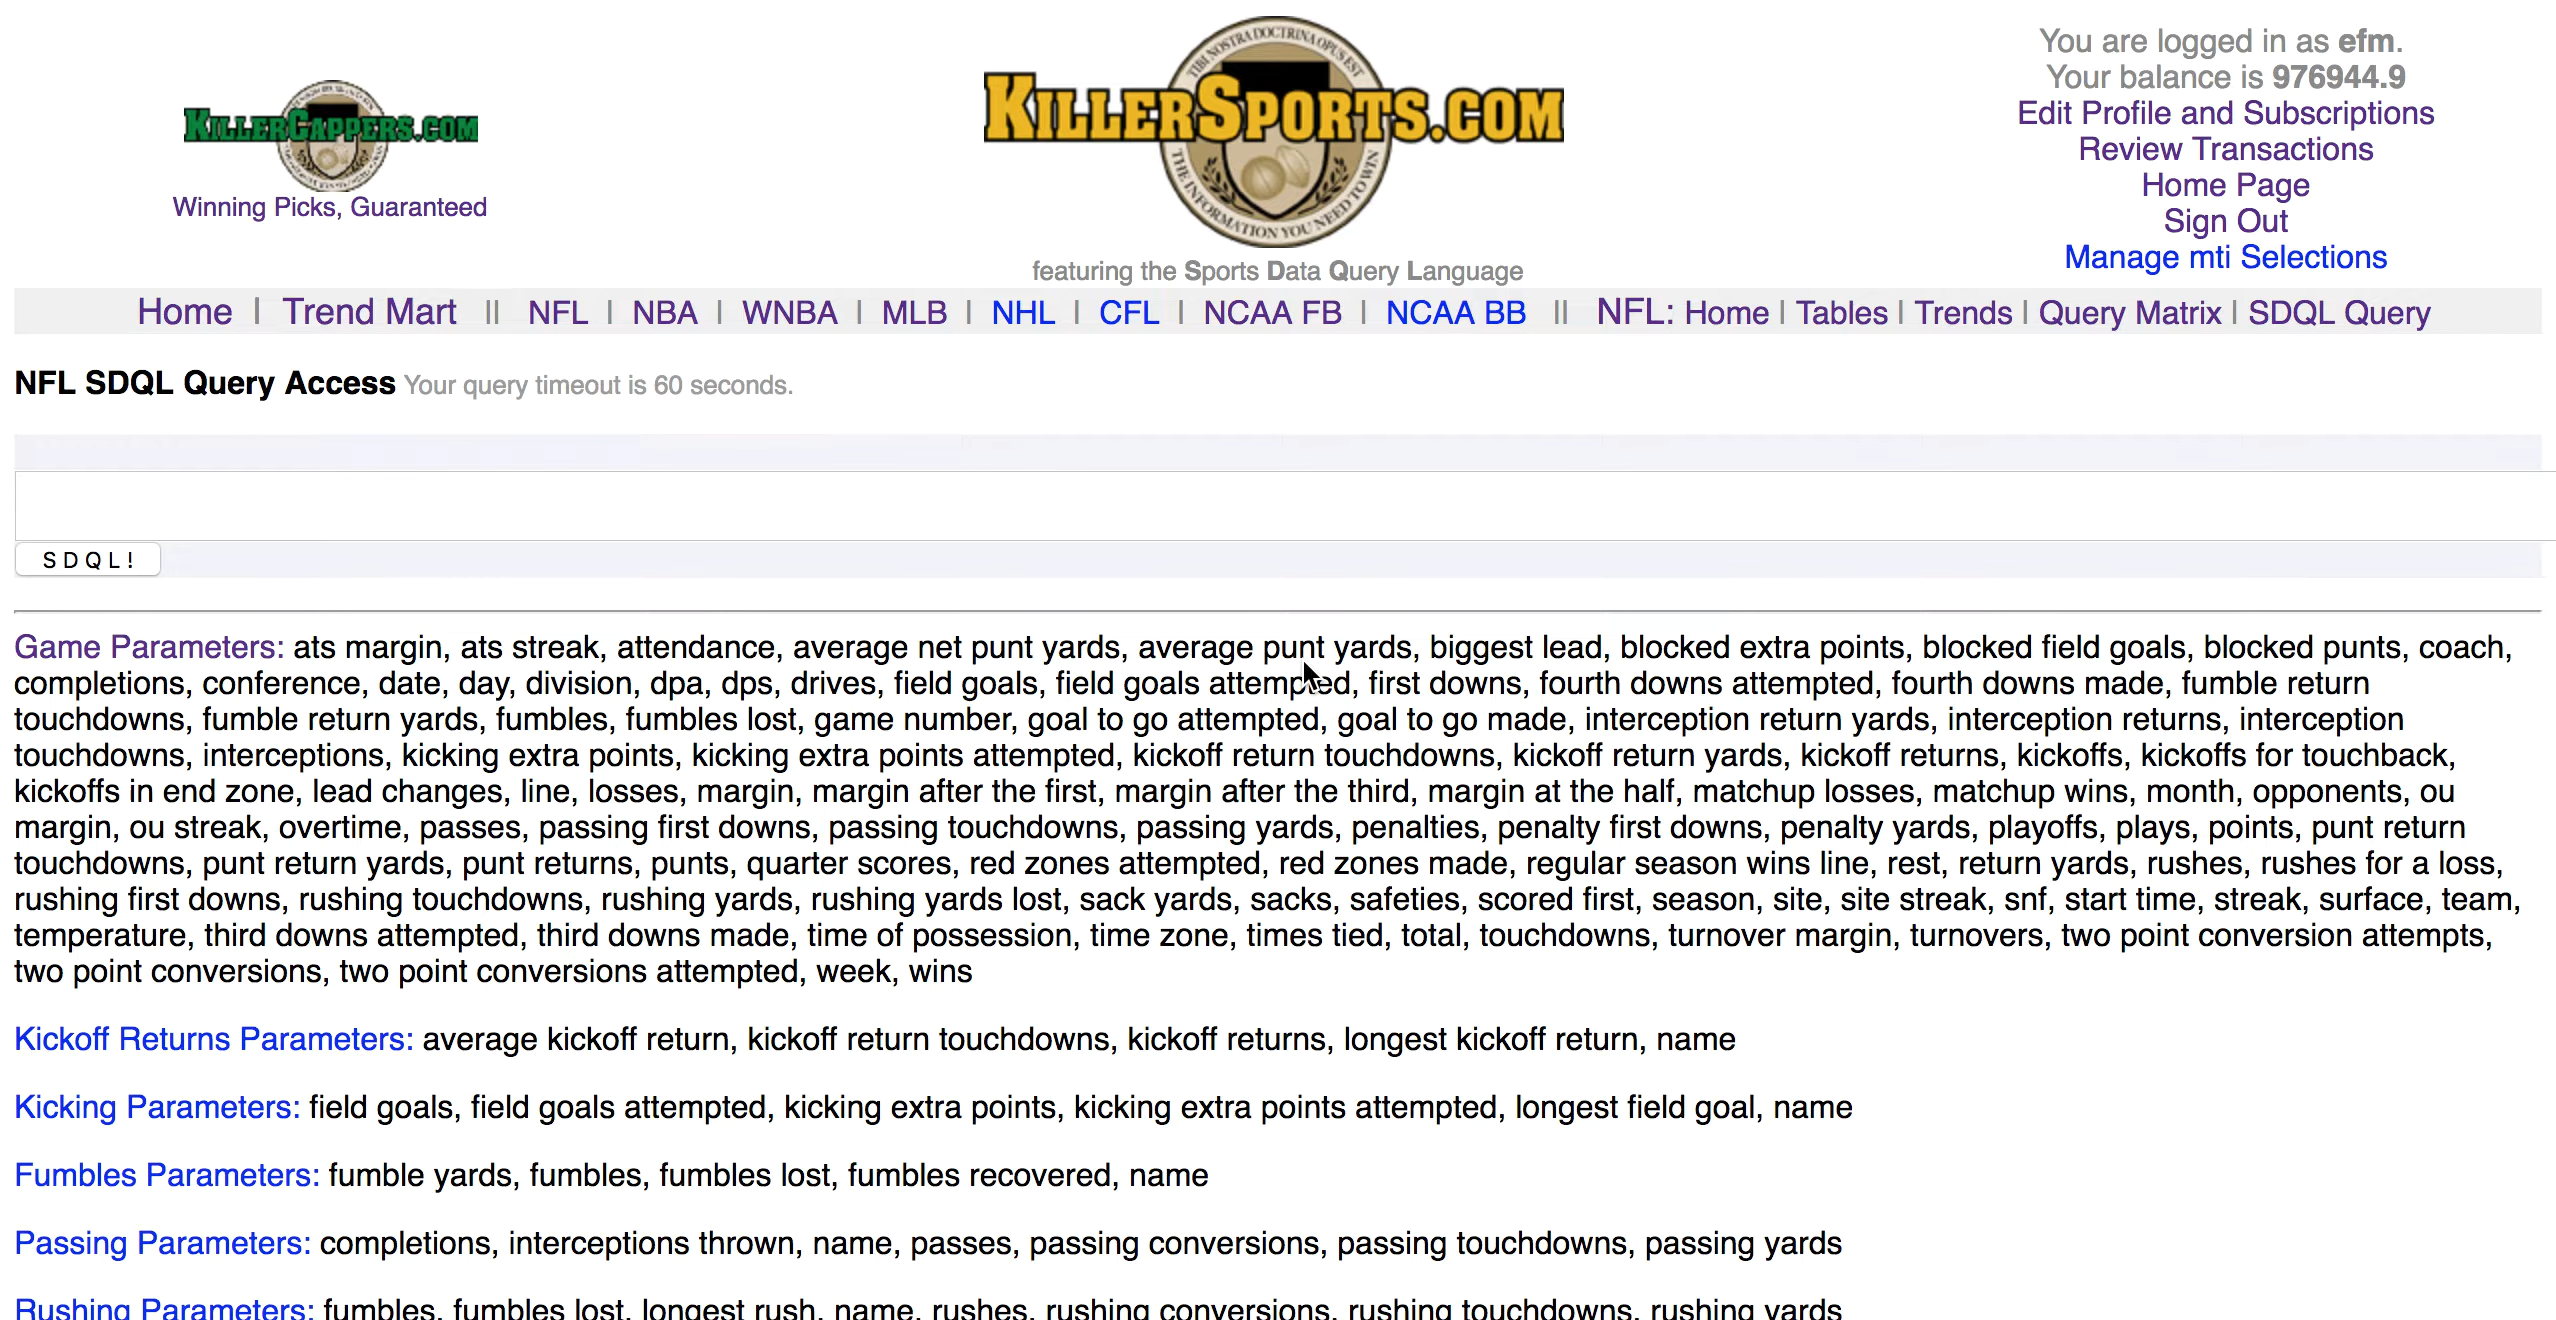 KILLERCAPPERS.COM
Winning Picks, Guaranteed
TIBI NOSTRA DOCTRINA OPUS EST
KILLERSPORTS.COM
THE INFORMATION YOU NEED TO WIN
featuring the Sports Data Query Language
You are logged in as efm.
Your balance is 976944.9
Edit Profile and Subscriptions
Review Transactions
Home Page
Sign Out
Manage mti Selections
Home | Trend Mart || NFL | NBA | WNBA | MLB | NHL | CFL | NCAA FB | NCAA BB || NFL: Home | Tables | Trends | Query Matrix | SDQL Query
NFL SDQL Query Access Your query timeout is 60 seconds.
S D Q L !
Game Parameters: ats margin, ats streak, attendance, average net punt yards, average punt yards, biggest lead, blocked extra points, blocked field goals, blocked punts, coach,
completions, conference, date, day, division, dpa, dps, drives, field goals, field goals attempted, first downs, fourth downs attempted, fourth downs made, fumble return
touchdowns, fumble return yards, fumbles, fumbles lost, game number, goal to go attempted, goal to go made, interception return yards, interception returns, interception
touchdowns, interceptions, kicking extra points, kicking extra points attempted, kickoff return touchdowns, kickoff return yards, kickoff returns, kickoffs, kickoffs for touchback,
kickoffs in end zone, lead changes, line, losses, margin, margin after the first, margin after the third, margin at the half, matchup losses, matchup wins, month, opponents, ou
margin, ou streak, overtime, passes, passing first downs, passing touchdowns, passing yards, penalties, penalty first downs, penalty yards, playoffs, plays, points, punt return
touchdowns, punt return yards, punt returns, punts, quarter scores, red zones attempted, red zones made, regular season wins line, rest, return yards, rushes, rushes for a loss,
rushing first downs, rushing touchdowns, rushing yards, rushing yards lost, sack yards, sacks, safeties, scored first, season, site, site streak, snf, start time, streak, surface, team,
temperature, third downs attempted, third downs made, time of possession, time zone, times tied, total, touchdowns, turnover margin, turnovers, two point conversion attempts,
two point conversions, two point conversions attempted, week, wins
Kickoff Returns Parameters: average kickoff return, kickoff return touchdowns, kickoff returns, longest kickoff return, name
Kicking Parameters: field goals, field goals attempted, kicking extra points, kicking extra points attempted, longest field goal, name
Fumbles Parameters: fumble yards, fumbles, fumbles lost, fumbles recovered, name
Passing Parameters: completions, interceptions thrown, name, passes, passing conversions, passing touchdowns, passing yards
Rushing Parameters: fumbles, fumbles lost, longest rush, name, rushes, rushing conversions, rushing touchdowns, rushing yards